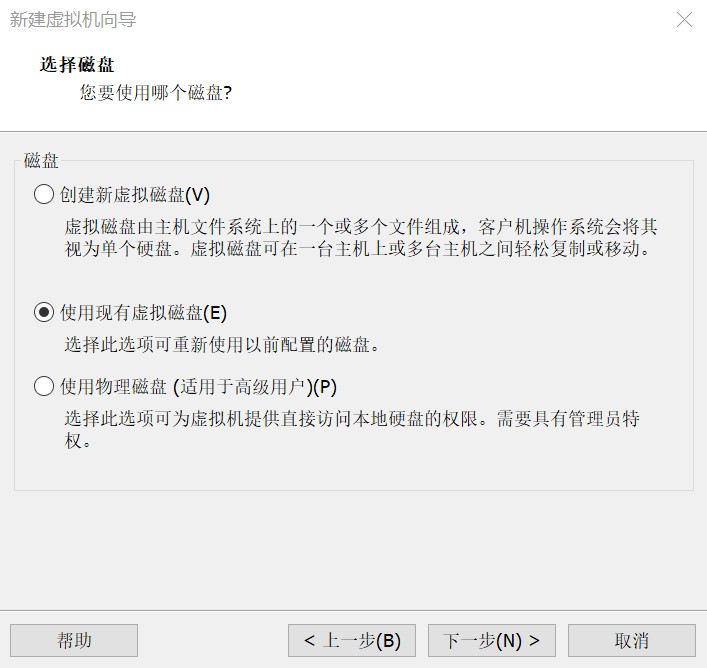 新建虚拟机向导
选择磁盘
您要使用哪个磁盘?
磁盘
创建新虚拟磁盘(V)
虚拟磁盘由主机文件系统上的一个或多个文件组成，客户机操作系统会将其
视为单个硬盘。虚拟磁盘可在一台主机上或多台主机之间轻松复制或移动。
使用现有虚拟磁盘(E)
选择此选项可重新使用以前配置的磁盘。
使用物理磁盘 (适用于高级用户)(P)
选择此选项可为虚拟机提供直接访问本地硬盘的权限。需要具有管理员特
权。
帮助
< 上一步(B)
下一步(N) >
取消